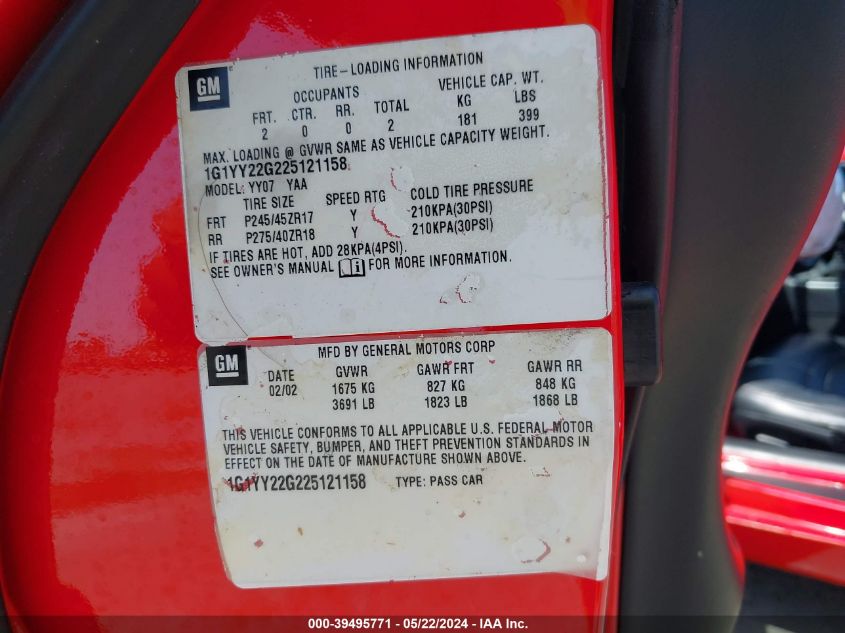 GM
TIRE-LOADING INFORMATION
OCCUPANTS VEHICLE CAP. WT.
FRT. CTR. RR. TOTAL KG LBS
2 0 0 2 181 399
MAX. LOADING @ GVWR SAME AS VEHICLE CAPACITY WEIGHT.
1G1YY22G225121158
MODEL: YY07 YAA
TIRE SIZE SPEED RTG COLD TIRE PRESSURE
FRT P245/45ZR17 Y 210KPA(30PSI)
RR P275/40ZR18 Y 210KPA(30PSI)
IF TIRES ARE HOT, ADD 28KPA(4PSI).
SEE OWNER'S MANUAL i FOR MORE INFORMATION.
GM
MFD BY GENERAL MOTORS CORP
DATE GVWR GAWR FRT GAWR RR
02/02 1675 KG 827 KG 848 KG
3691 LB 1823 LB 1868 LB
THIS VEHICLE CONFORMS TO ALL APPLICABLE U.S. FEDERAL MOTOR
VEHICLE SAFETY, BUMPER, AND THEFT PREVENTION STANDARDS IN
EFFECT ON THE DATE OF MANUFACTURE SHOWN ABOVE.
1G1YY22G225121158 TYPE: PASS CAR
000-39495771 - 05/22/2024 - IAA Inc.